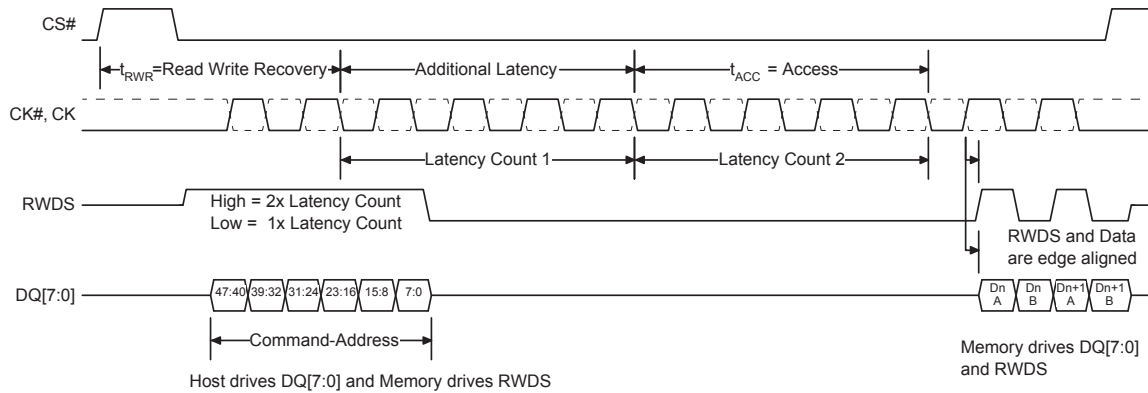 CS#
tRWR=Read Write Recovery
Additional Latency
tACC = Access
CK#, CK
Latency Count 1
Latency Count 2
RWDS
High = 2x Latency Count
Low = 1x Latency Count
RWDS and Data
are edge aligned
DQ[7:0]
47:40 39:32 31:24 23:16 15:8 7:0
Dn A
Dn B
Dn+1 A
Dn+1 B
Command-Address
Memory drives DQ[7:0]
and RWDS
Host drives DQ[7:0] and Memory drives RWDS